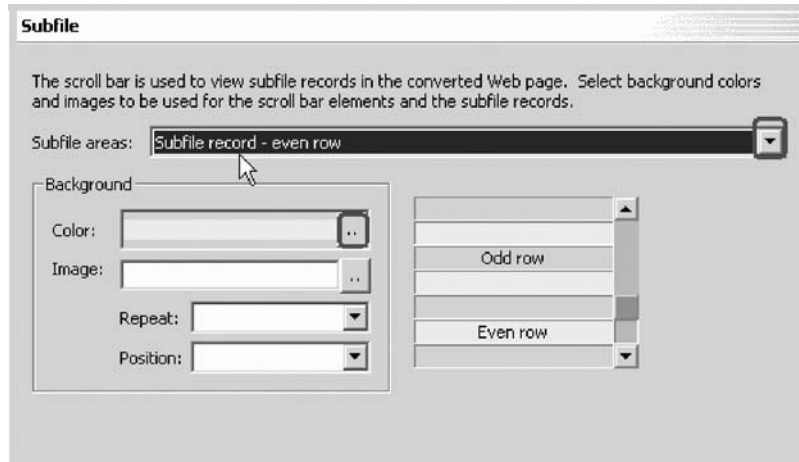 Subfile
The scroll bar is used to view subfile records in the converted Web page. Select background colors
and images to be used for the scroll bar elements and the subfile records.
Subfile areas: Subfile record - even row
Background
Color: ..
Image: ..
Repeat:
Position:
Odd row
Even row